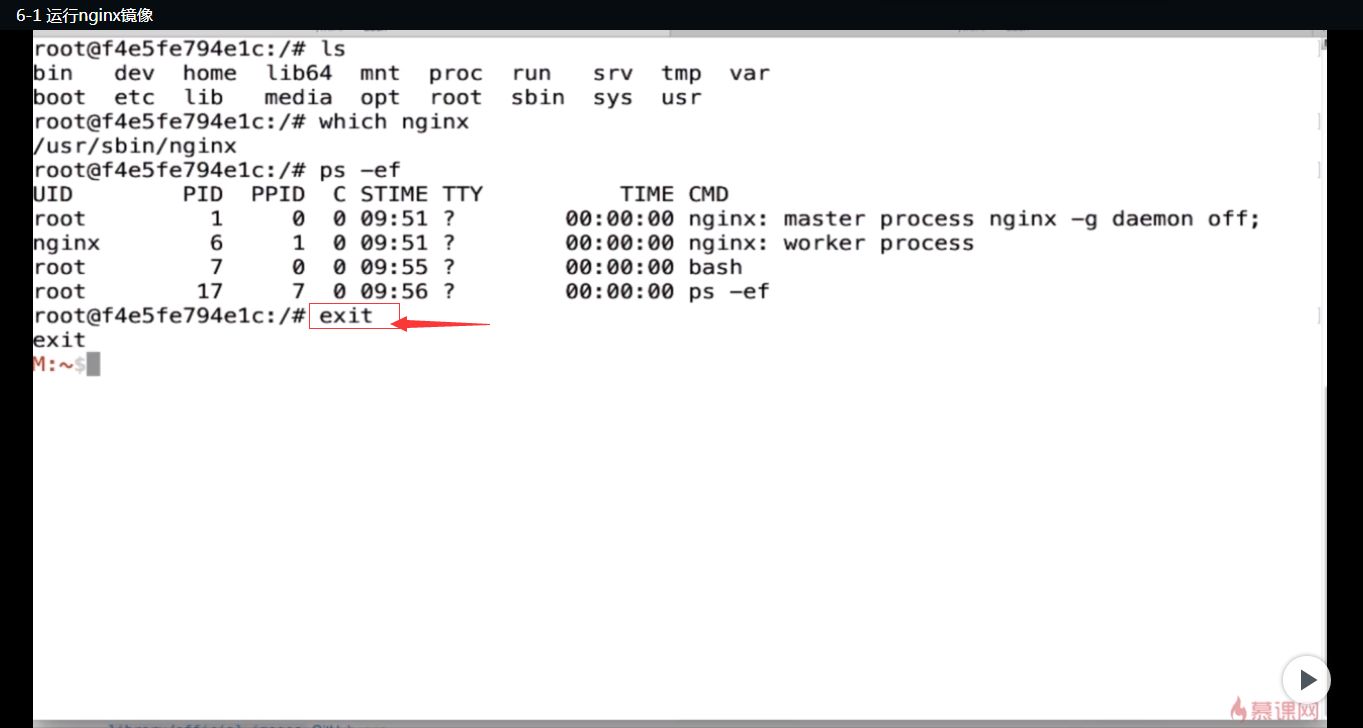 6-1 运行nginx镜像
root@f4e5fe794e1c:/# ls
bin   dev  home  lib64  mnt  proc  run   srv  tmp  var
boot  etc  lib   media  opt  root  sbin  sys  usr
root@f4e5fe794e1c:/# which nginx
/usr/sbin/nginx
root@f4e5fe794e1c:/# ps -ef
UID        PID  PPID  C STIME TTY          TIME CMD
root         1     0  0 09:51 ?        00:00:00 nginx: master process nginx -g daemon off;
nginx        6     1  0 09:51 ?        00:00:00 nginx: worker process
root         7     0  0 09:55 ?        00:00:00 bash
root        17     7  0 09:56 ?        00:00:00 ps -ef
root@f4e5fe794e1c:/# exit
exit
M:~$
慕课网